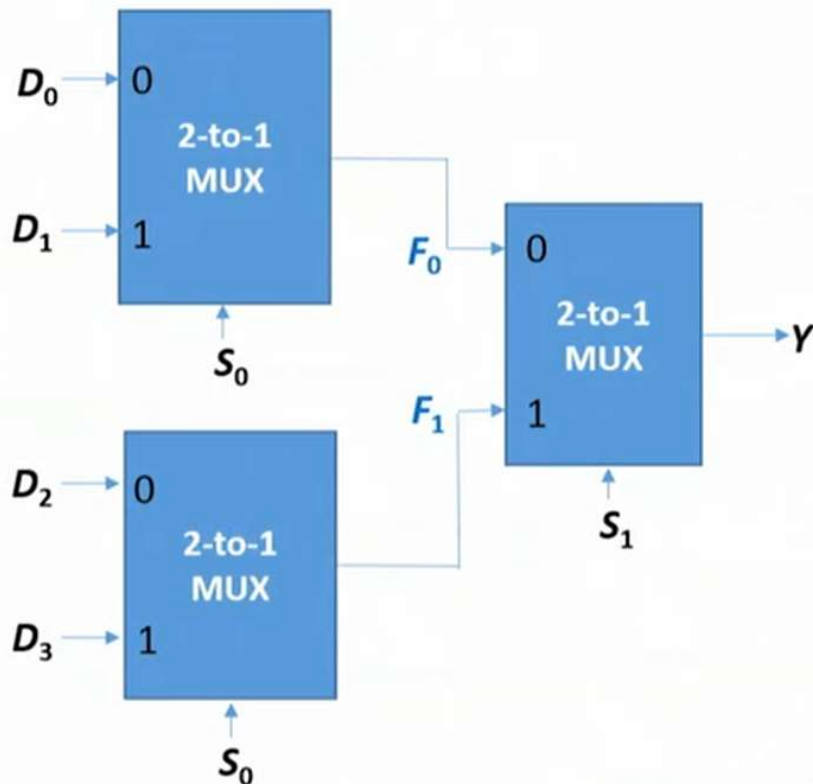 D₀
0
2-to-1
MUX
D₁
1
S₀
F₀
0
2-to-1
MUX
Y
F₁
1
S₁
D₂
0
2-to-1
MUX
D₃
1
S₀